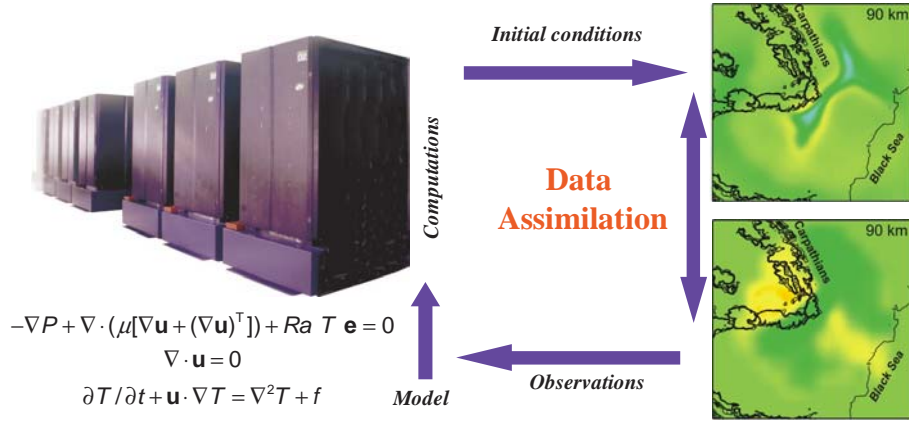 Initial conditions
90 km
Carpathians
Black Sea
Computations
Data
Assimilation
90 km
Carpathians
Black Sea
−∇P + ∇ · (μ[∇u + (∇u)ᵀ]) + Ra T e = 0
∇ · u = 0
∂T / ∂t + u · ∇T = ∇²T + f
Model
Observations